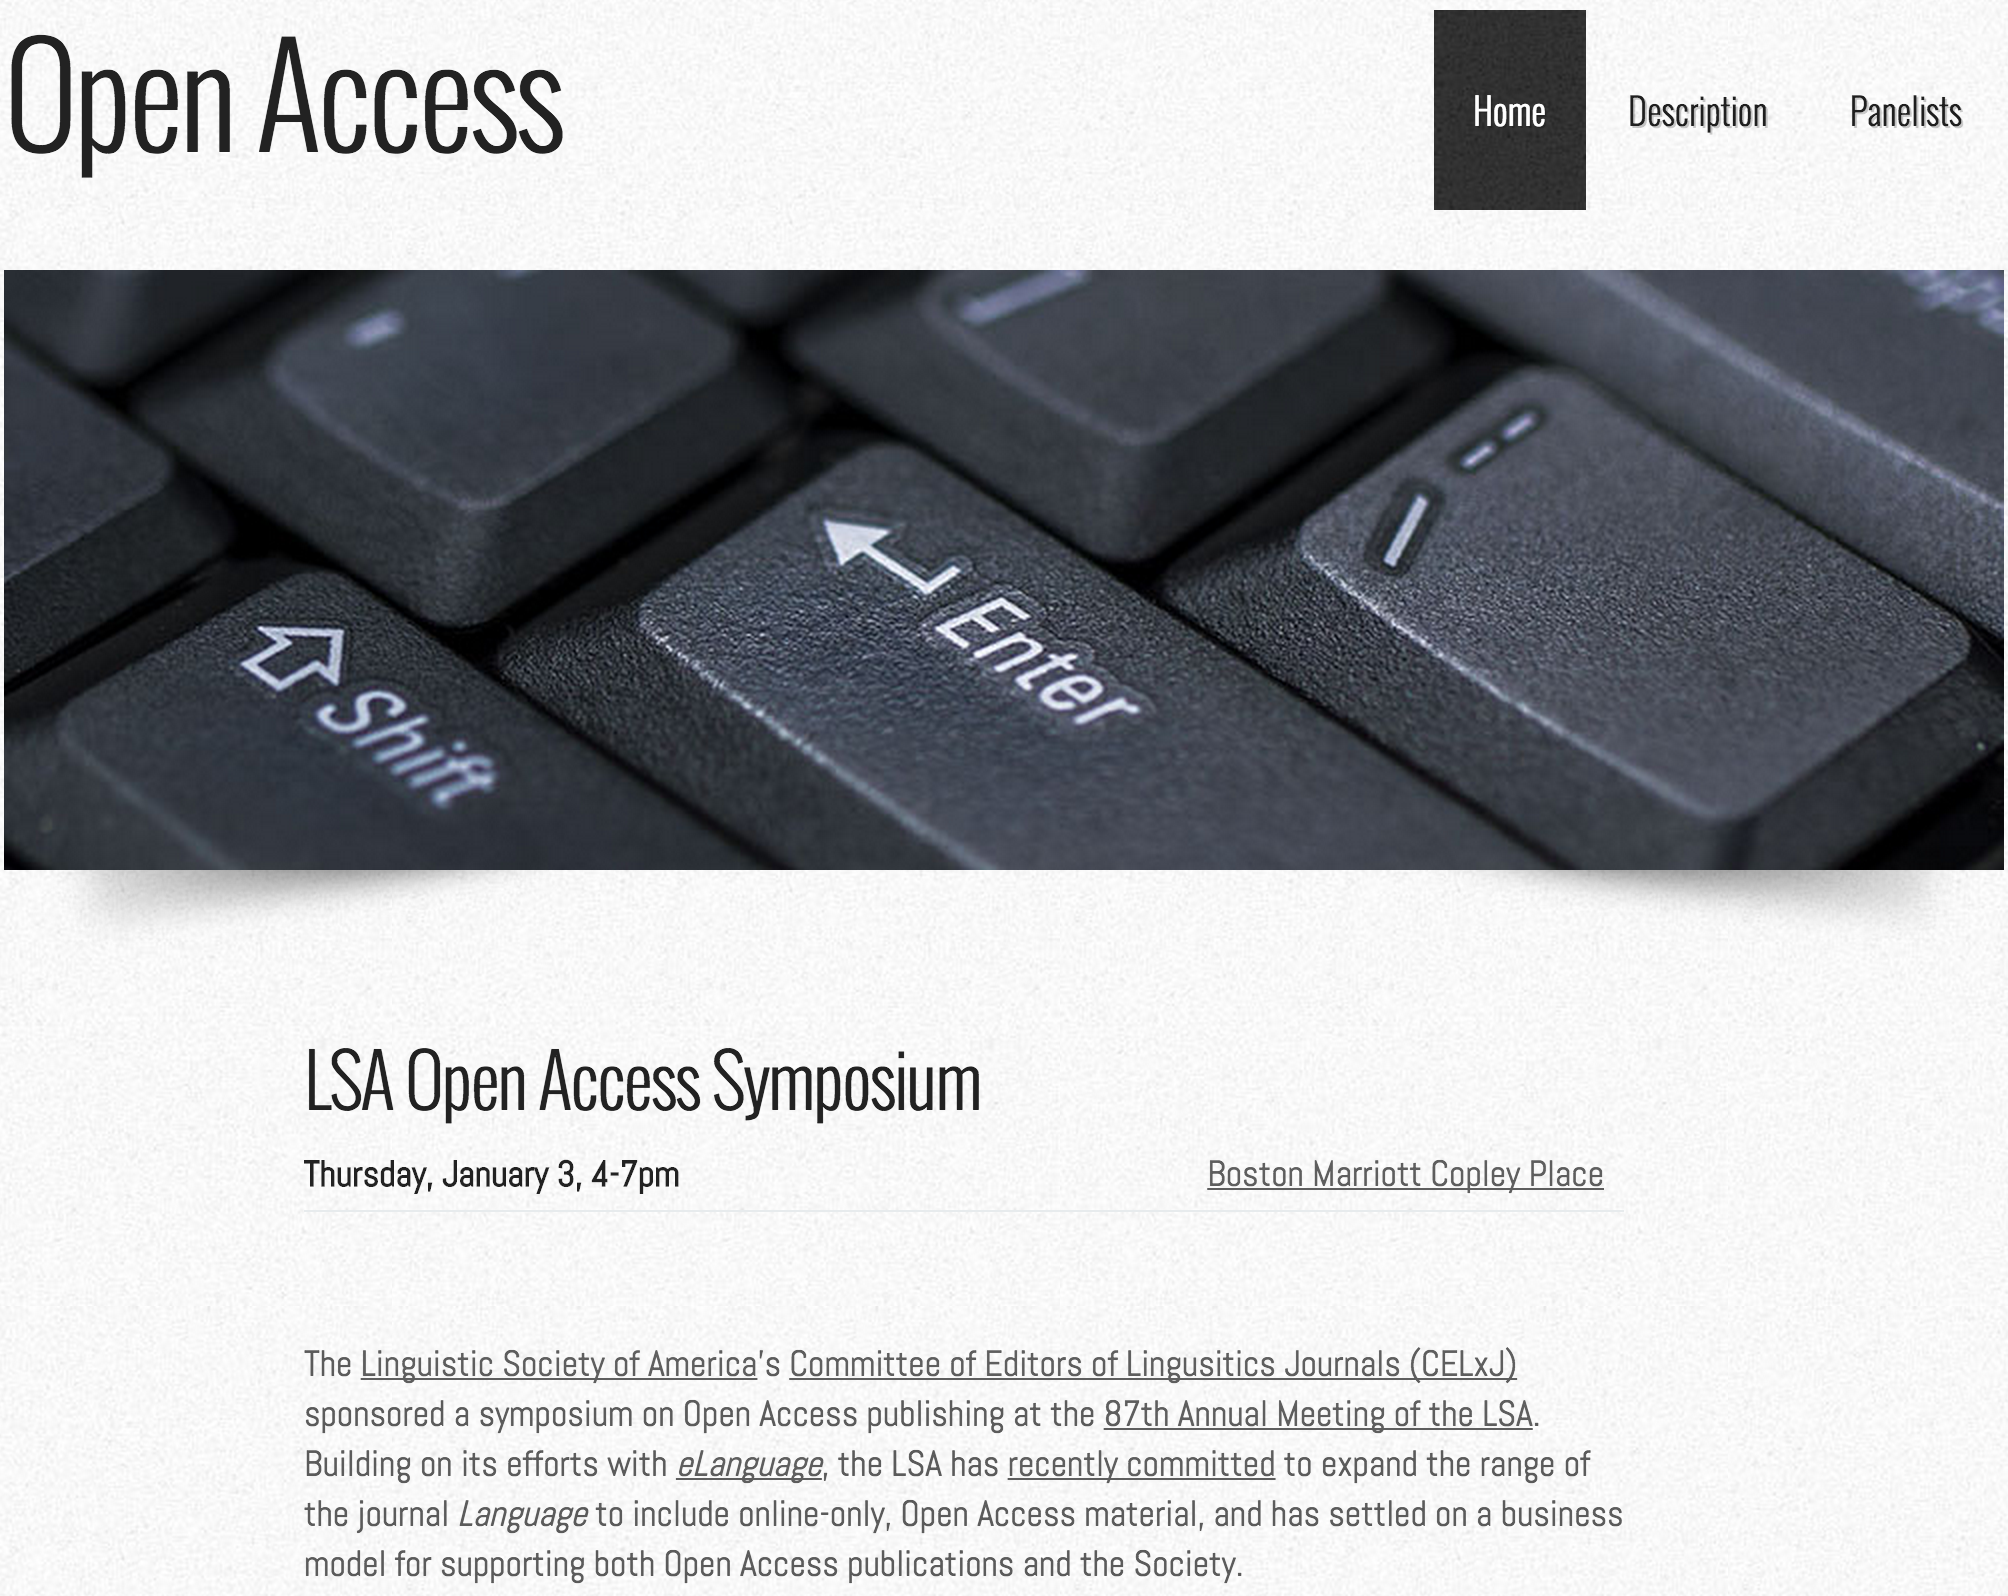 Open Access
Home
Description
Panelists
Enter
Shift
LSA Open Access Symposium
Thursday, January 3, 4-7pm
Boston Marriott Copley Place
The Linguistic Society of America's Committee of Editors of Lingusitics Journals (CELxJ)
sponsored a symposium on Open Access publishing at the 87th Annual Meeting of the LSA.
Building on its efforts with eLanguage, the LSA has recently committed to expand the range of
the journal Language to include online-only, Open Access material, and has settled on a business
model for supporting both Open Access publications and the Society.